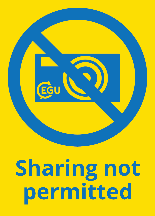 EGU
Sharing not
permitted